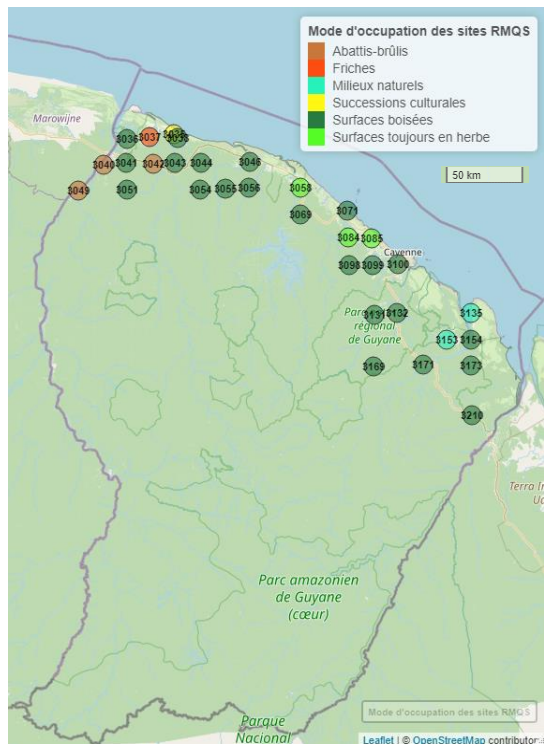 Mode d'occupation des sites RMQS
Abattis-brûlis
Friches
Milieux naturels
Successions culturales
Surfaces boisées
Surfaces toujours en herbe
Marowijne
3036
3037
3038
3040
3041
3042
3043
3044
3046
50 km
3049
3051
3054
3055
3056
3058
3069
3071
3084
3085
Cayenne
3098
3099
3100
3131
3132
3135
régional
de Guyane
3153
3154
3169
3171
3173
3210
Parc amazonien
de Guyane
(cœur)
Mode d'occupation des sites RMQS
Parque
Nacional
Leaflet | © OpenStreetMap contributor